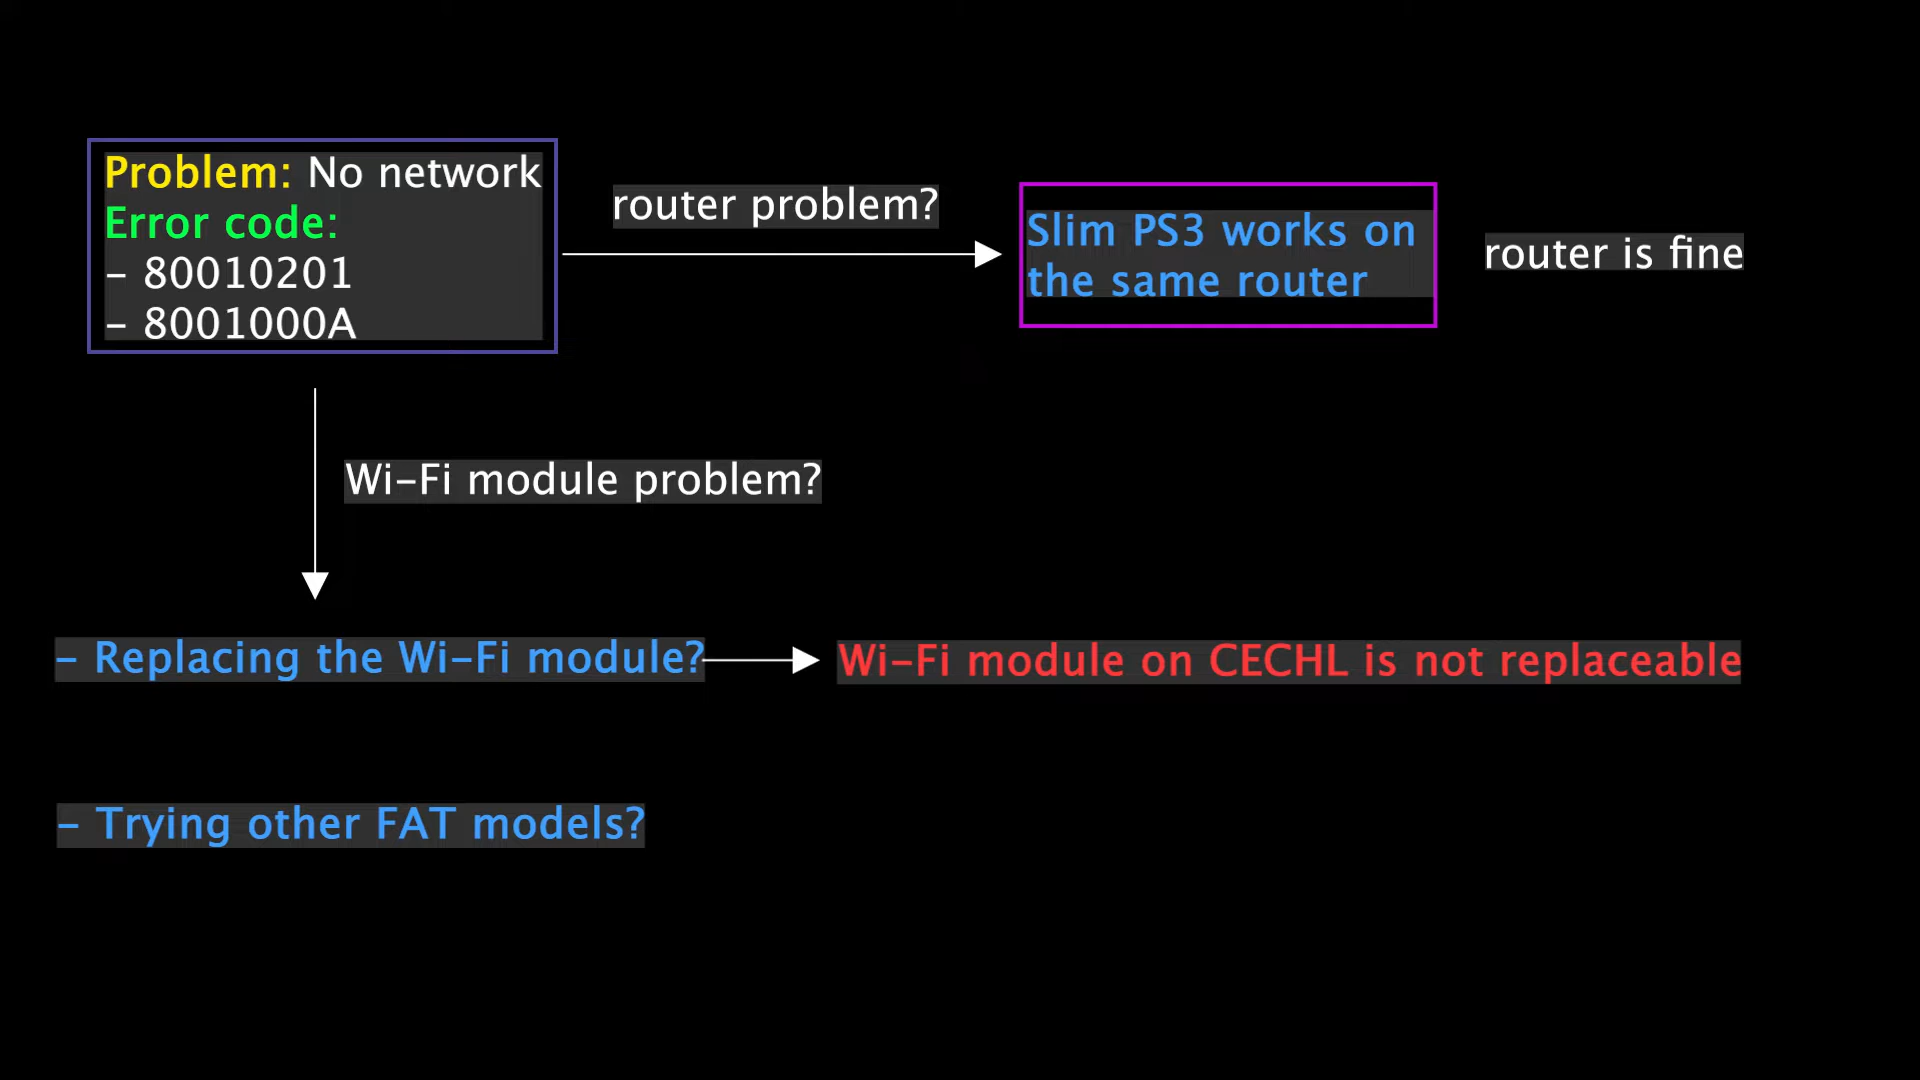 Problem: No network
Error code:
- 80010201
- 8001000A
router problem?
Slim PS3 works on
the same router
router is fine
Wi-Fi module problem?
- Replacing the Wi-Fi module?
Wi-Fi module on CECHL is not replaceable
- Trying other FAT models?